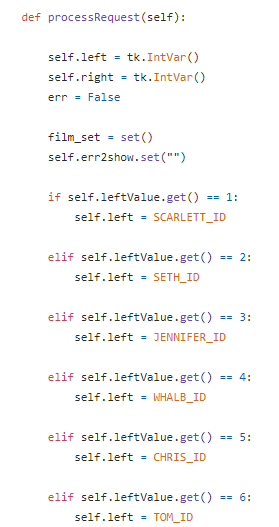 def processRequest(self):
self.left = tk.IntVar()
self.right = tk.IntVar()
err = False
film_set = set()
self.err2show.set("")
if self.leftValue.get() == 1:
self.left = SCARLETT_ID
elif self.leftValue.get() == 2:
self.left = SETH_ID
elif self.leftValue.get() == 3:
self.left = JENNIFER_ID
elif self.leftValue.get() == 4:
self.left = WHALB_ID
elif self.leftValue.get() == 5:
self.left = CHRIS_ID
elif self.leftValue.get() == 6:
self.left = TOM_ID